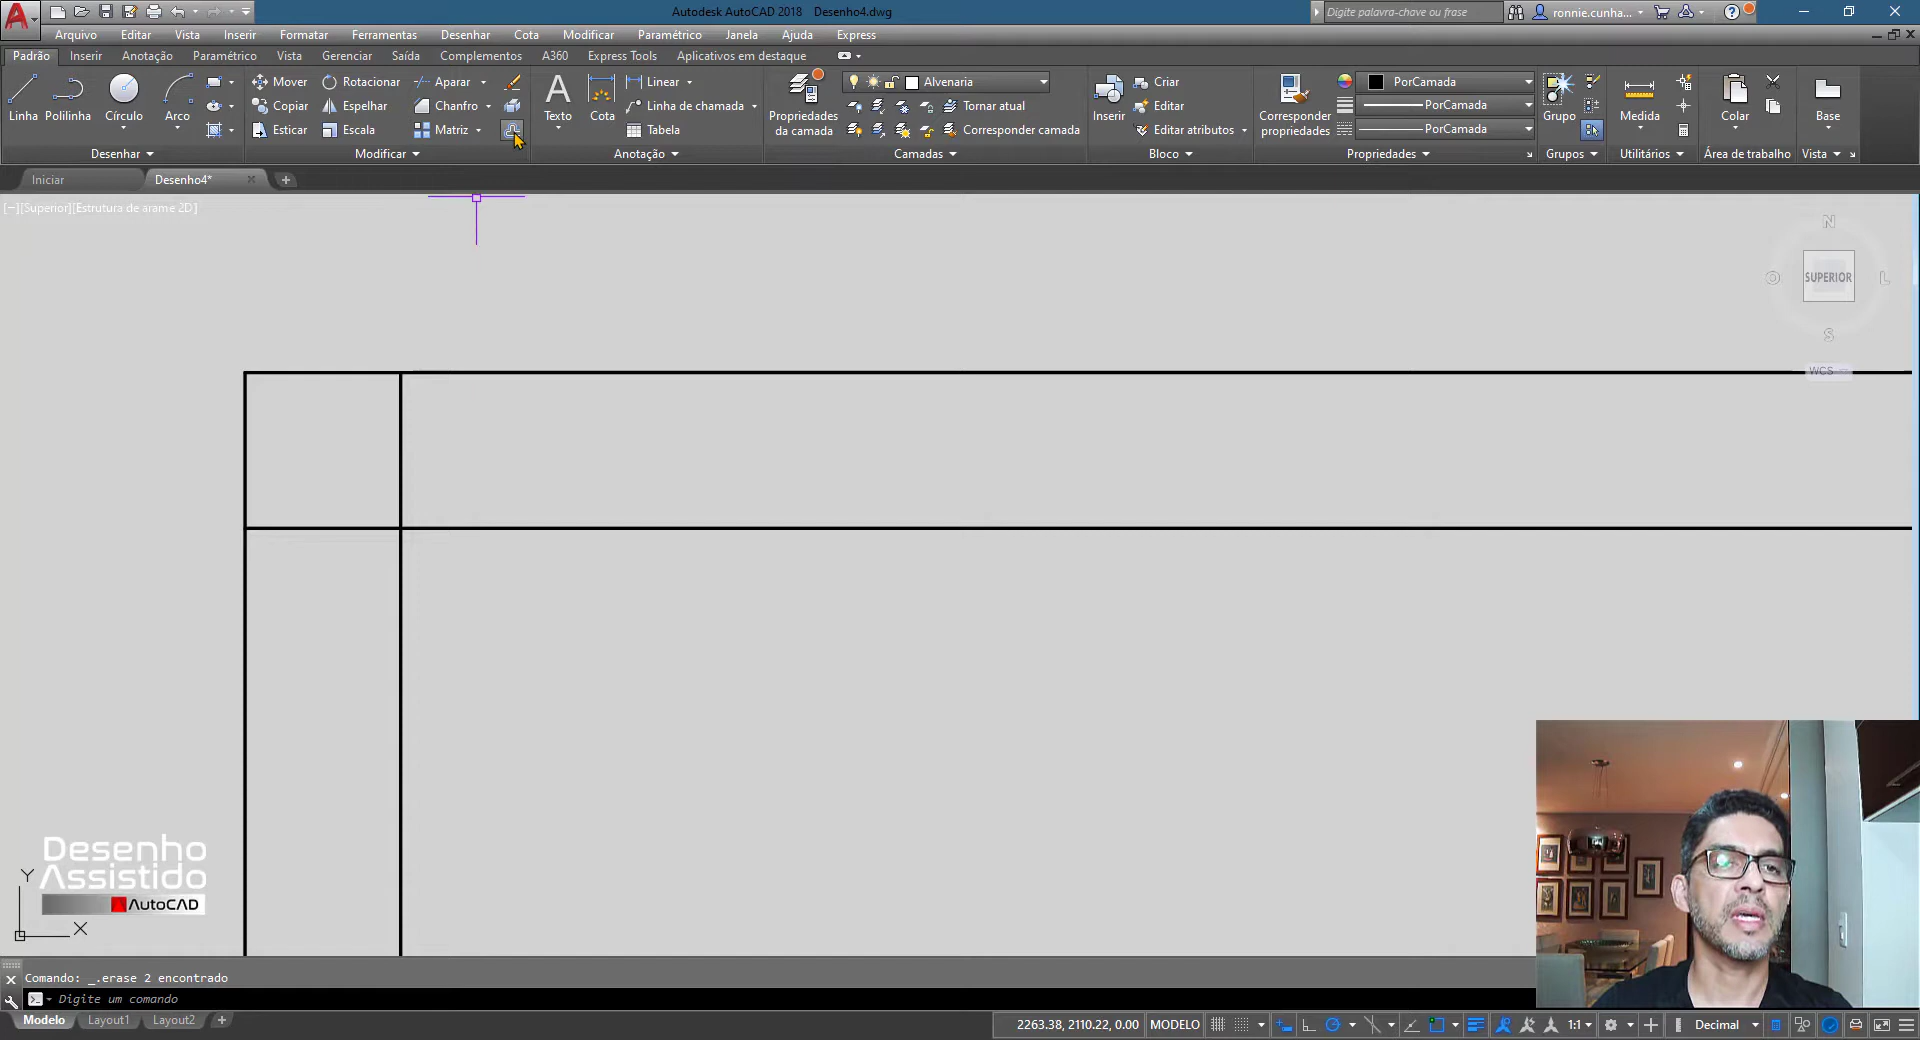 Autodesk AutoCAD 2018 Desenho4.dwg
Digite palavra-chave ou frase
ronnie.cunha...
Arquivo Editar Vista Inserir Formatar Ferramentas Desenhar Cota Modificar Paramétrico Janela Ajuda Express
Padrão Inserir Anotação Paramétrico Vista Gerenciar Saída Complementos A360 Express Tools Aplicativos em destaque
Linha
Polilinha
Círculo
Arco
Desenhar
Mover
Rotacionar
Aparar
Copiar
Espelhar
Chanfro
Esticar
Escala
Matriz
Modificar
A
Texto
Cota
Linear
Linha de chamada
Tabela
Anotação
Propriedades
da camada
Alvenaria
Tornar atual
Corresponder camada
Camadas
Inserir
Criar
Editar
Editar atributos
Bloco
Corresponder
propriedades
PorCamada
PorCamada
PorCamada
Propriedades
Grupo
Grupos
Medida
Utilitários
Colar
Área de trabalho
Base
Vista
Iniciar
Desenho4*
[−][Superior][Estrutura de arame 2D]
N
O
SUPERIOR
L
S
WCS
Desenho
Assistido
AutoCAD
Y
X
Comando: _.erase 2 encontrado
Digite um comando
Modelo Layout1 Layout2
2263.38, 2110.22, 0.00 MODELO
1:1
Decimal